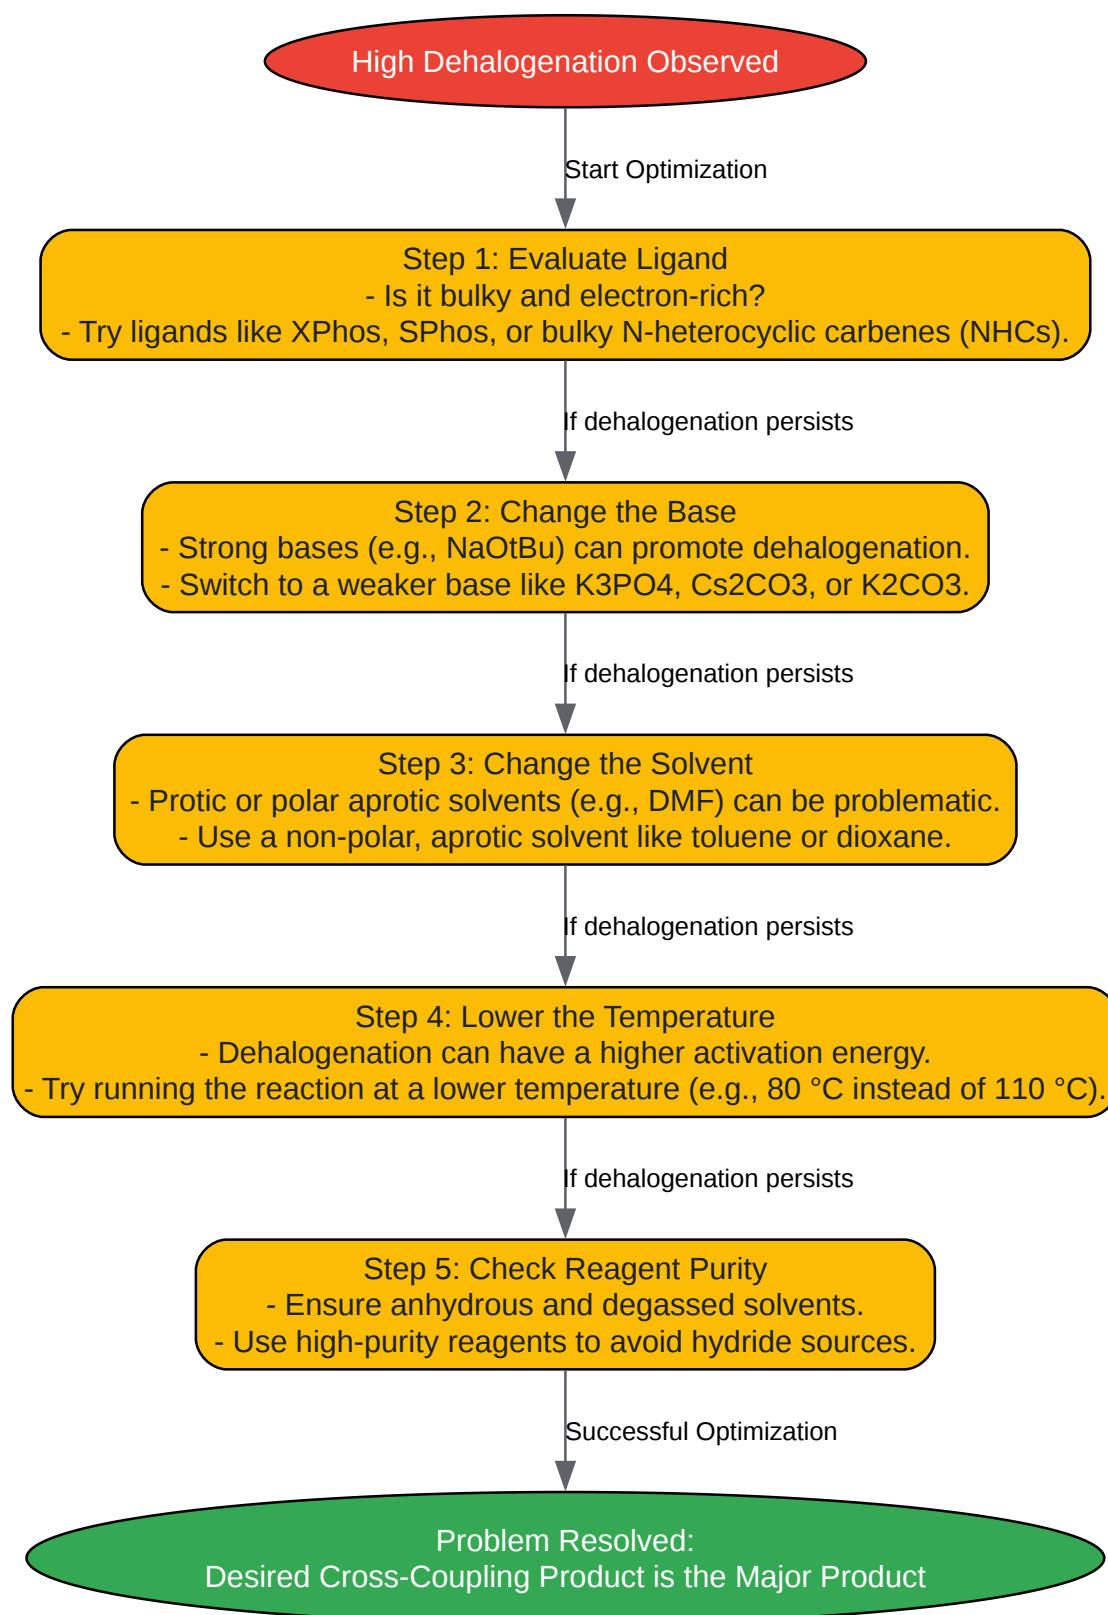 High Dehalogenation Observed
Start Optimization
Step 1: Evaluate Ligand
- Is it bulky and electron-rich?
- Try ligands like XPhos, SPhos, or bulky N-heterocyclic carbenes (NHCs).
If dehalogenation persists
Step 2: Change the Base
- Strong bases (e.g., NaOtBu) can promote dehalogenation.
- Switch to a weaker base like K3PO4, Cs2CO3, or K2CO3.
If dehalogenation persists
Step 3: Change the Solvent
- Protic or polar aprotic solvents (e.g., DMF) can be problematic.
- Use a non-polar, aprotic solvent like toluene or dioxane.
If dehalogenation persists
Step 4: Lower the Temperature
- Dehalogenation can have a higher activation energy.
- Try running the reaction at a lower temperature (e.g., 80 °C instead of 110 °C).
If dehalogenation persists
Step 5: Check Reagent Purity
- Ensure anhydrous and degassed solvents.
- Use high-purity reagents to avoid hydride sources.
Successful Optimization
Problem Resolved:
Desired Cross-Coupling Product is the Major Product